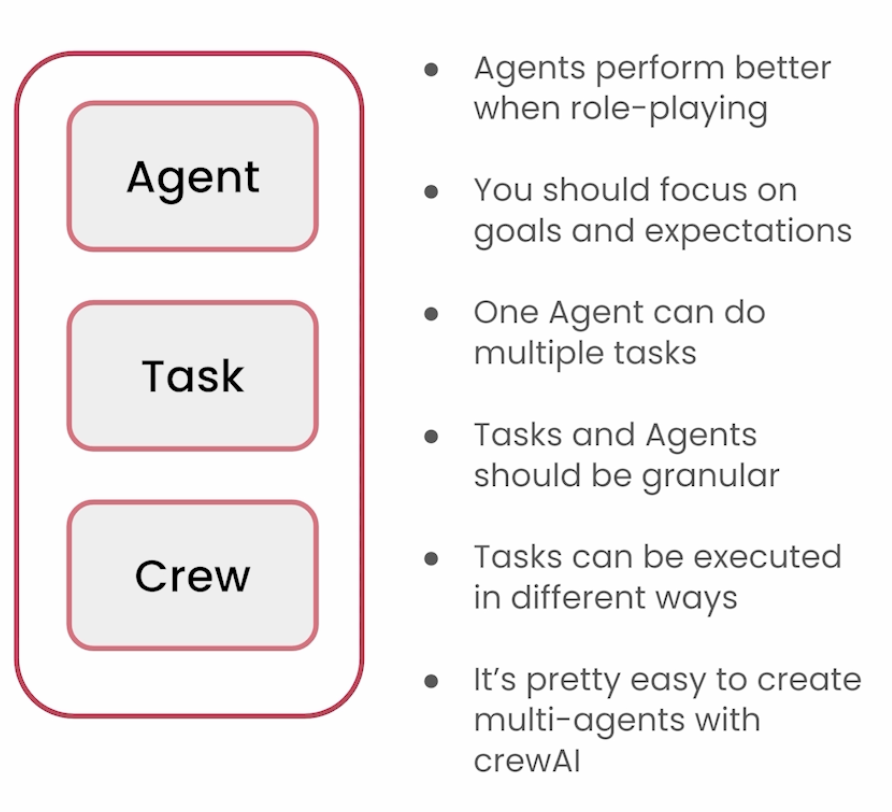 Agent
Task
Crew
● Agents perform better
when role-playing
● You should focus on
goals and expectations
● One Agent can do
multiple tasks
● Tasks and Agents
should be granular
● Tasks can be executed
in different ways
● It's pretty easy to create
multi-agents with
crewAI